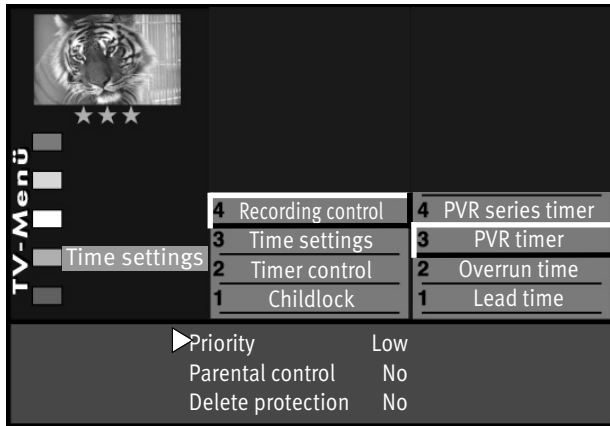 TV-Menü
Time settings
4 Recording control
3 Time settings
2 Timer control
1 Childlock
4 PVR series timer
3 PVR timer
2 Overrun time
1 Lead time
Priority Low
Parental control No
Delete protection No